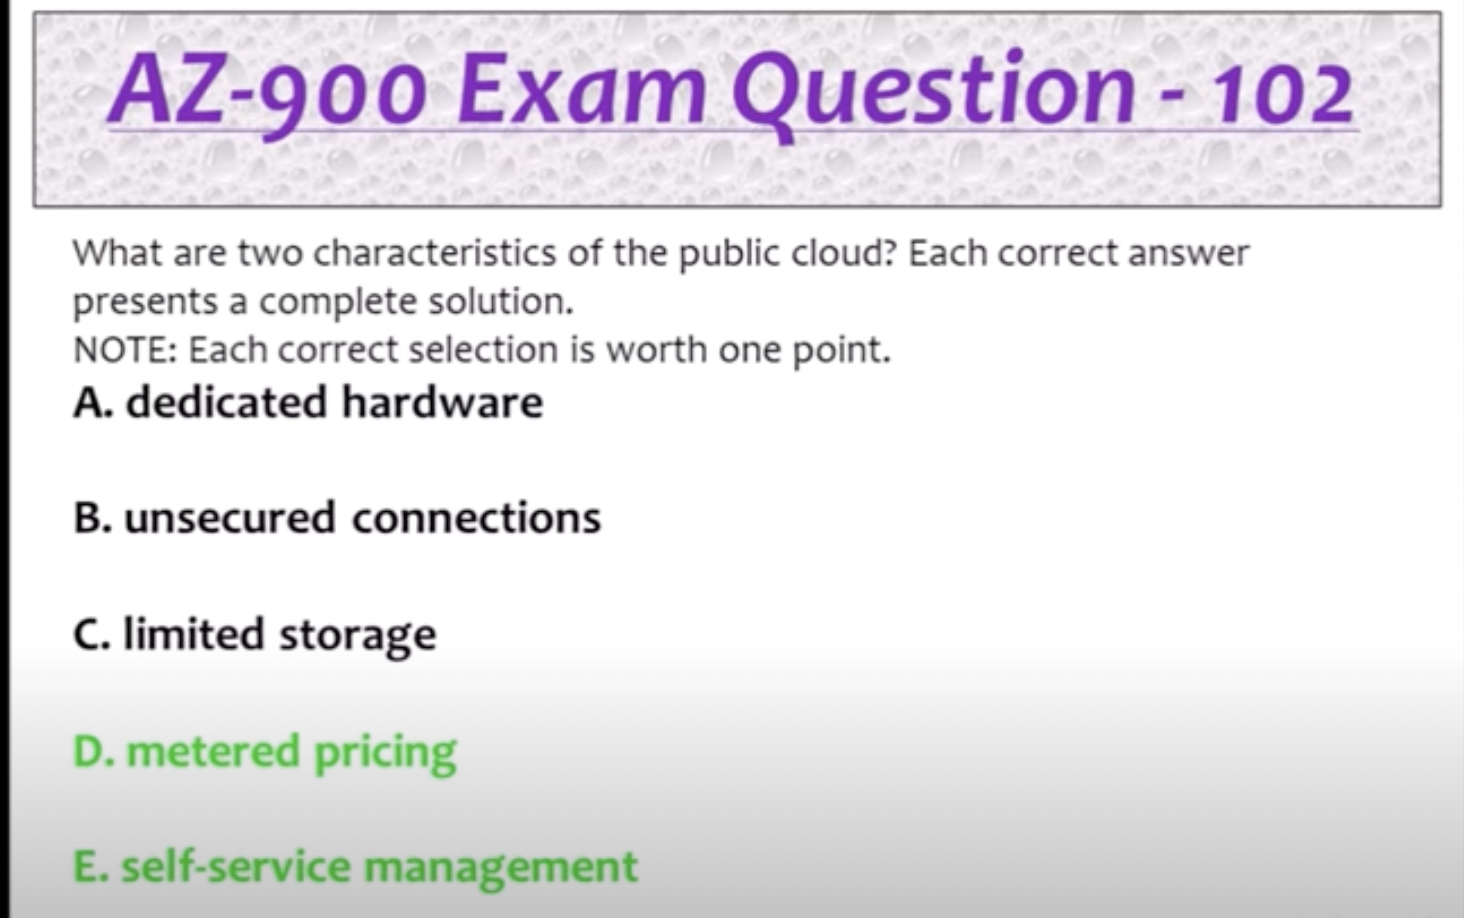 AZ-900 Exam Question - 102
What are two characteristics of the public cloud? Each correct answer
presents a complete solution.
NOTE: Each correct selection is worth one point.
A. dedicated hardware
B. unsecured connections
C. limited storage
D. metered pricing
E. self-service management